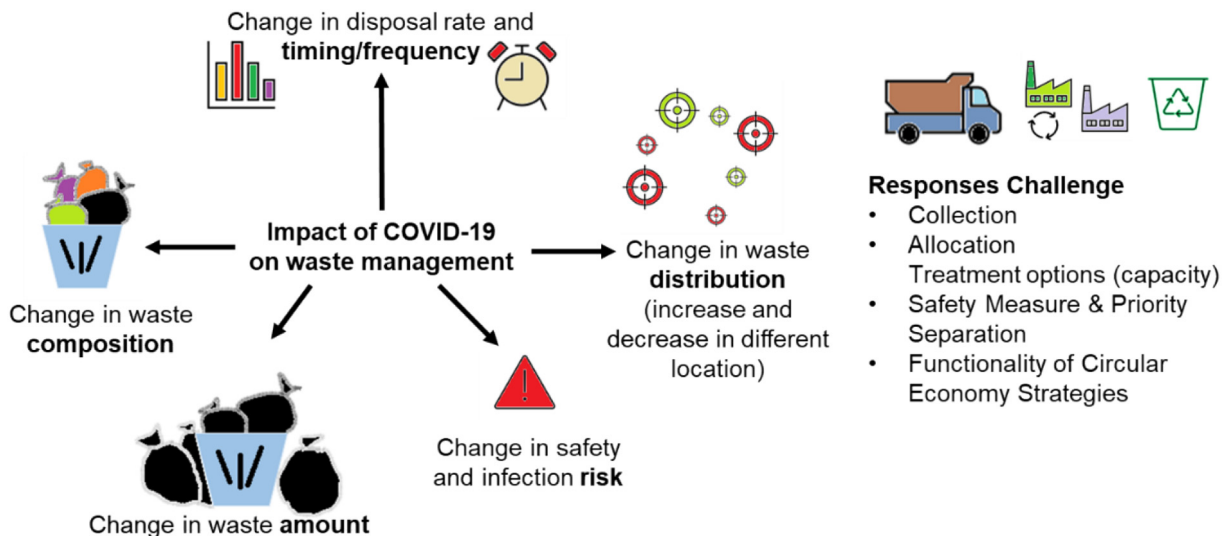 Change in disposal rate and
timing/frequency
Impact of COVID-19
on waste management
Change in waste
composition
Change in waste amount
Change in safety
and infection risk
Change in waste
distribution
(increase and
decrease in different
location)
Responses Challenge
• Collection
• Allocation
Treatment options (capacity)
• Safety Measure & Priority
Separation
• Functionality of Circular
Economy Strategies